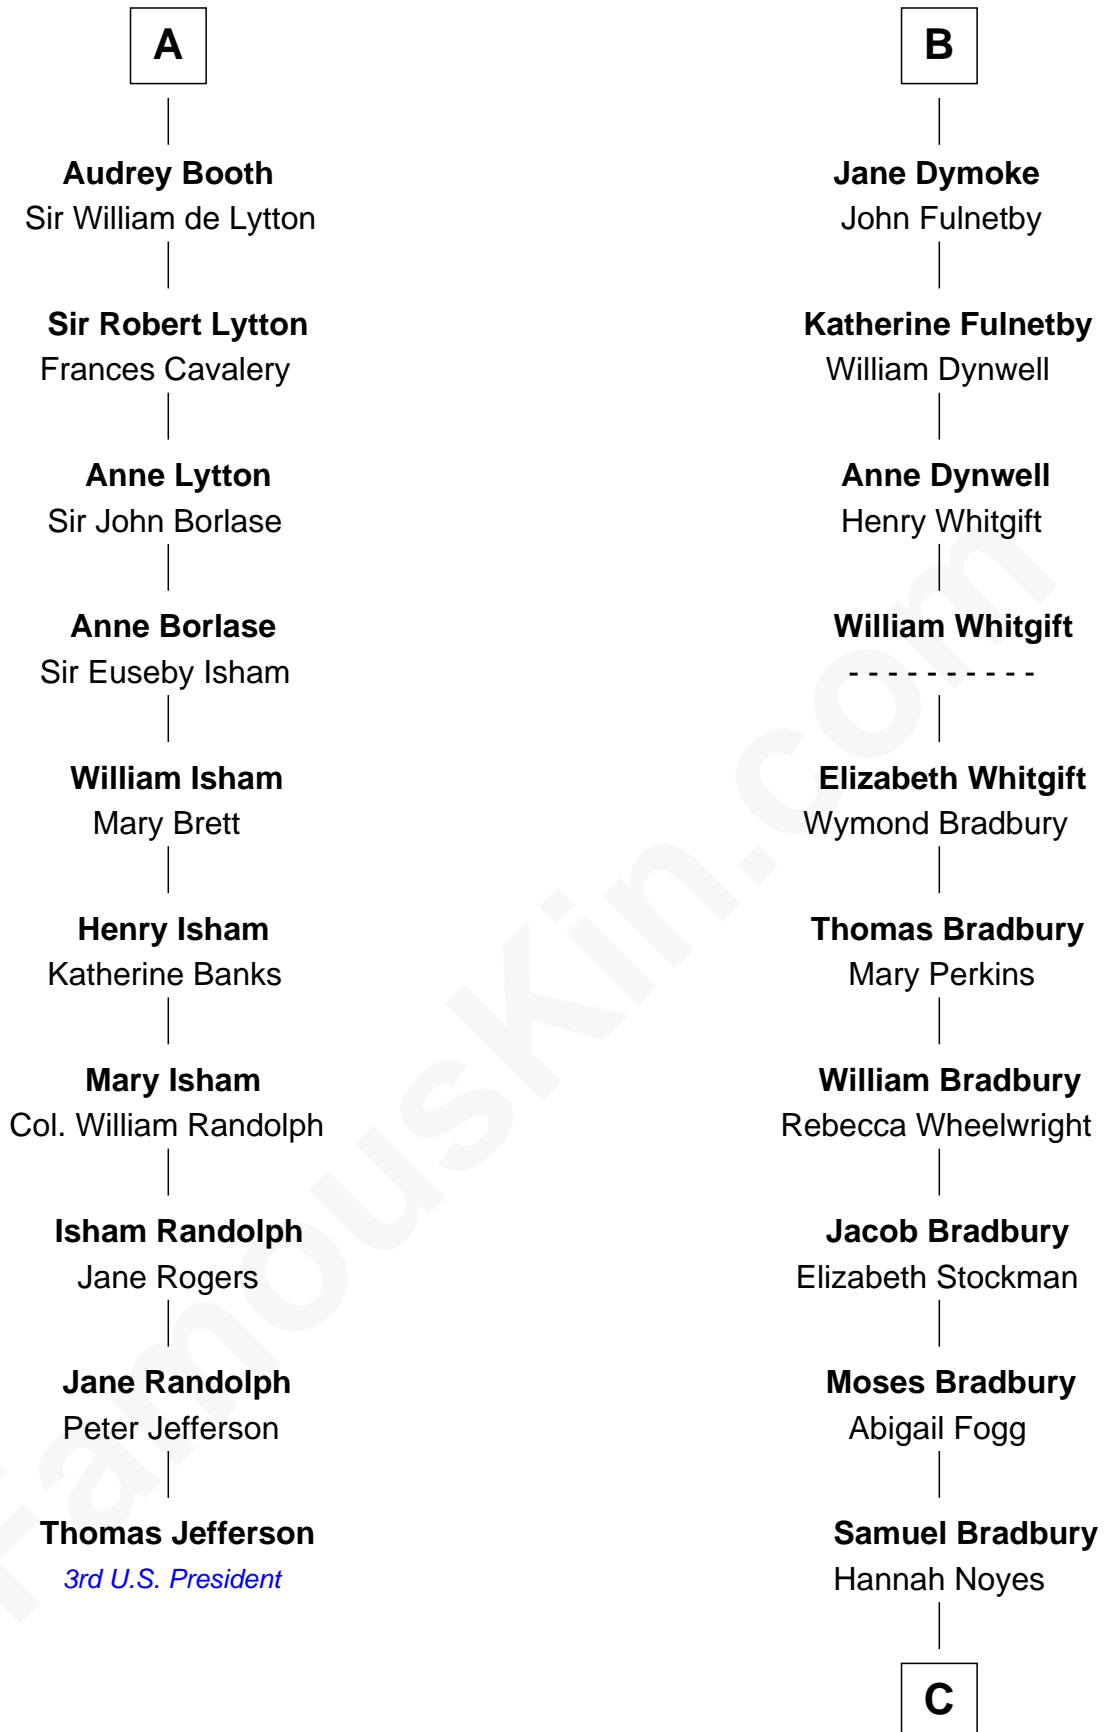 A
Audrey Booth
Sir William de Lytton
Sir Robert Lytton
Frances Cavalery
Anne Lytton
Sir John Borlase
Anne Borlase
Sir Euseby Isham
William Isham
Mary Brett
Henry Isham
Katherine Banks
Mary Isham
Col. William Randolph
Isham Randolph
Jane Rogers
Jane Randolph
Peter Jefferson
Thomas Jefferson
3rd U.S. President
B
Jane Dymoke
John Fulnetby
Katherine Fulnetby
William Dynwell
Anne Dynwell
Henry Whitgift
William Whitgift
- - - - - - - - - -
Elizabeth Whitgift
Wymond Bradbury
Thomas Bradbury
Mary Perkins
William Bradbury
Rebecca Wheelwright
Jacob Bradbury
Elizabeth Stockman
Moses Bradbury
Abigail Fogg
Samuel Bradbury
Hannah Noyes
C
FamousKin.com